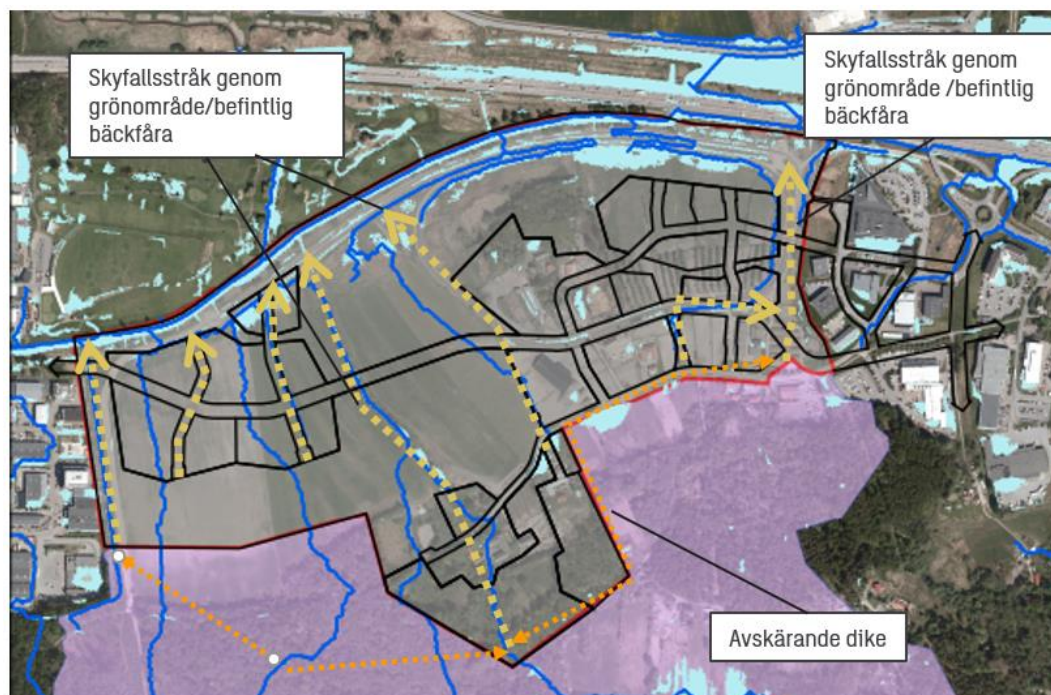 Skyfallsstråk genom
grönområde/befintlig
bäckfåra
Skyfallsstråk genom
grönområde /befintlig
bäckfåra
Avskärande dike